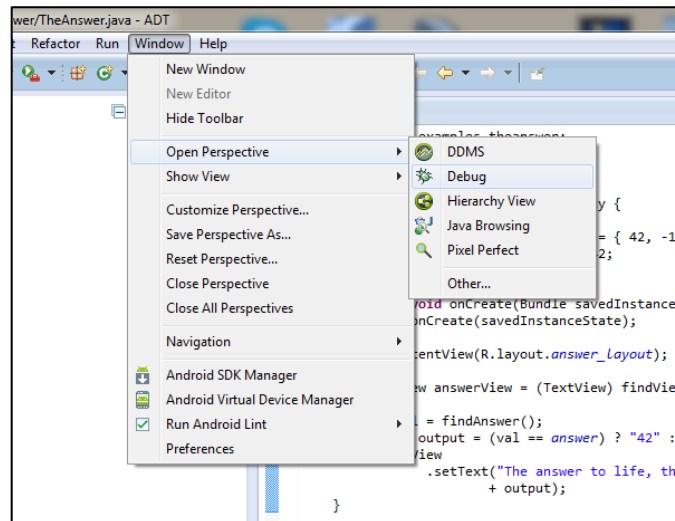 wer/TheAnswer.java - ADT
t Refactor Run Window Help
New Window
New Editor
Hide Toolbar
Open Perspective
Show View
Customize Perspective...
Save Perspective As...
Reset Perspective...
Close Perspective
Close All Perspectives
Navigation
Android SDK Manager
Android Virtual Device Manager
Run Android Lint
Preferences
DDMS
Debug
Hierarchy View
Java Browsing
Pixel Perfect
Other...
examples.theanswer;
y {
= { 42, -1
2;
void onCreate(Bundle savedInstance
onCreate(savedInstanceState);
tentView(R.layout.answer_layout);
ew answerView = (TextView) findVie
l = findAnswer();
output = (val == answer) ? "42" :
View
.setText("The answer to life, th
+ output);
}